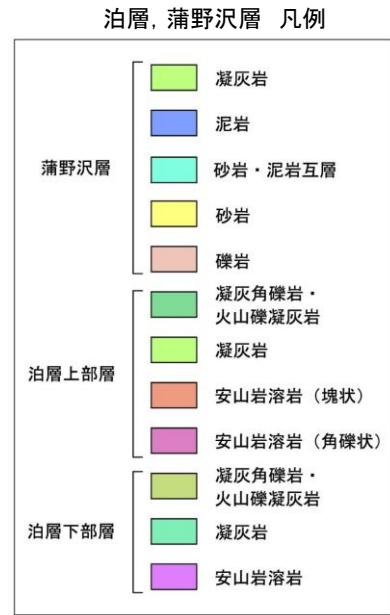 泊層，蒲野沢層 凡例
蒲野沢層
凝灰岩
泥岩
砂岩・泥岩互層
砂岩
礫岩
泊層上部層
凝灰角礫岩・
火山礫凝灰岩
凝灰岩
安山岩溶岩（塊状）
安山岩溶岩（角礫状）
泊層下部層
凝灰角礫岩・
火山礫凝灰岩
凝灰岩
安山岩溶岩